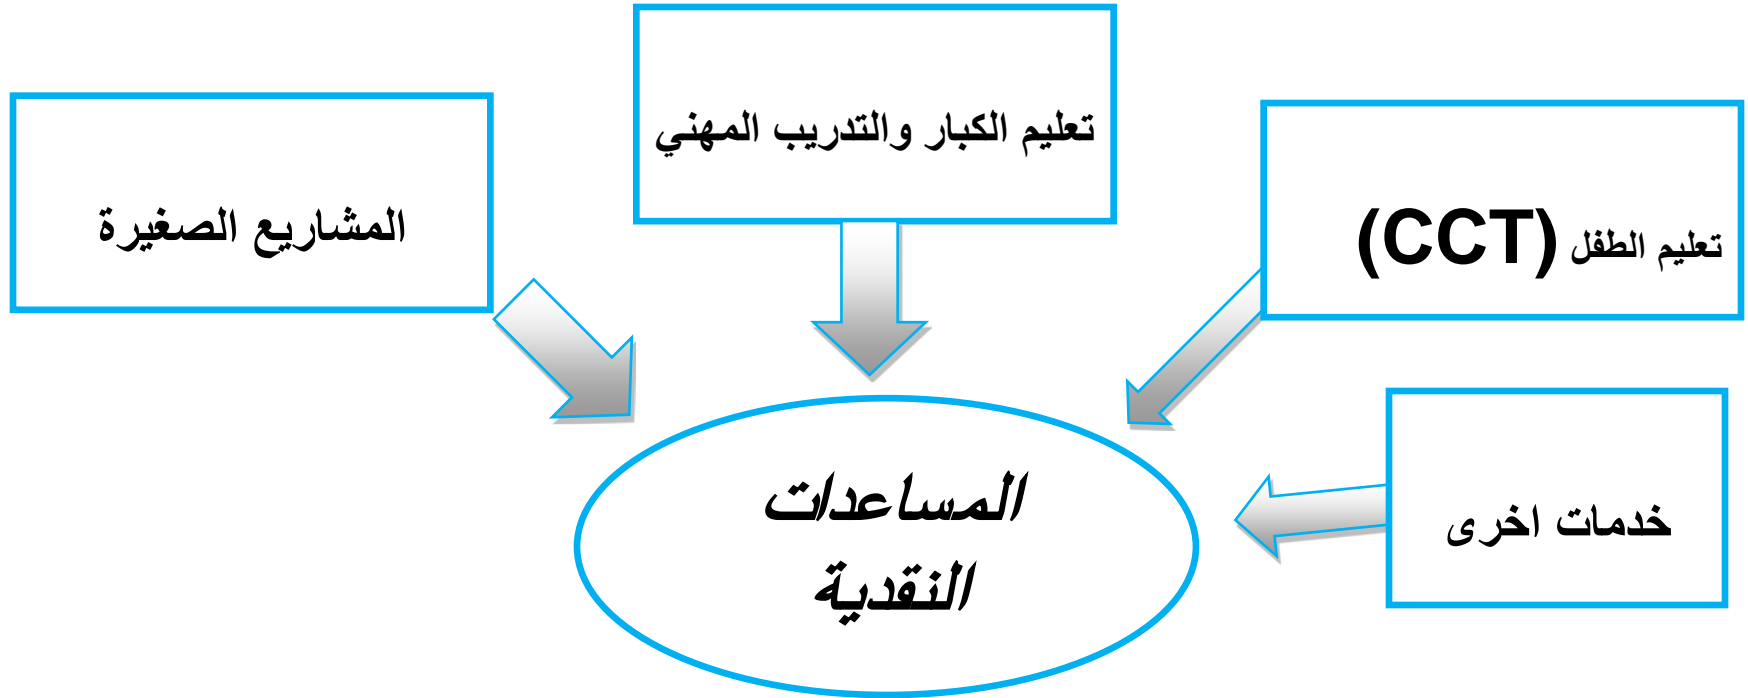 تعليم الكبار والتدريب المهني
تعليم الطفل (CCT)
المشاريع الصغيرة
خدمات اخرى
المساعدات
النقدية